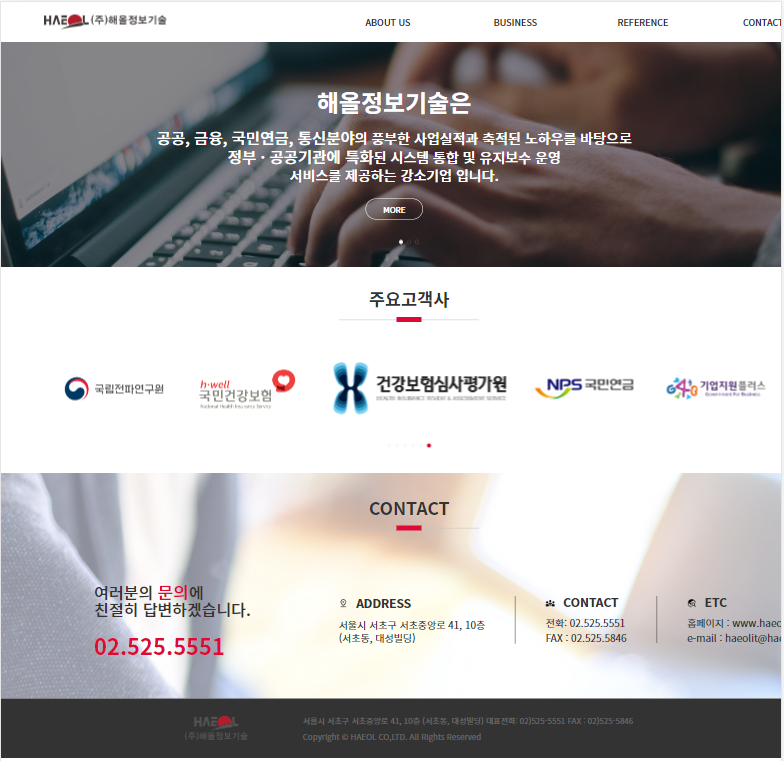 HAEOL (주)해올정보기술
ABOUT US
BUSINESS
REFERENCE
CONTACT
해올정보기술은
공공, 금융, 국민연금, 통신분야의 풍부한 사업실적과 축적된 노하우를 바탕으로
정부 · 공공기관에 특화된 시스템 통합 및 유지보수 운영
서비스를 제공하는 강소기업 입니다.
MORE
주요고객사
국립전파연구원
h·well
국민건강보험
National Health Insurance Service
건강보험심사평가원
HEALTH INSURANCE REVIEW & ASSESSMENT SERVICE
NPS 국민연금
G4B 기업지원플러스
Government For Business
CONTACT
여러분의 문의에
친절히 답변하겠습니다.
02.525.5551
ADDRESS
서울시 서초구 서초중앙로 41, 10층
(서초동, 대성빌딩)
CONTACT
전화: 02.525.5551
FAX : 02.525.5846
ETC
홈페이지 : www.haeo
e-mail : haeolit@hae
HAEOL
(주)해올정보기술
서울시 서초구 서초중앙로 41, 10층 (서초동, 대성빌딩) 대표전화: 02)525-5551 FAX : 02)525-5846
Copyright © HAEOL CO,LTD. All Rights Reserved